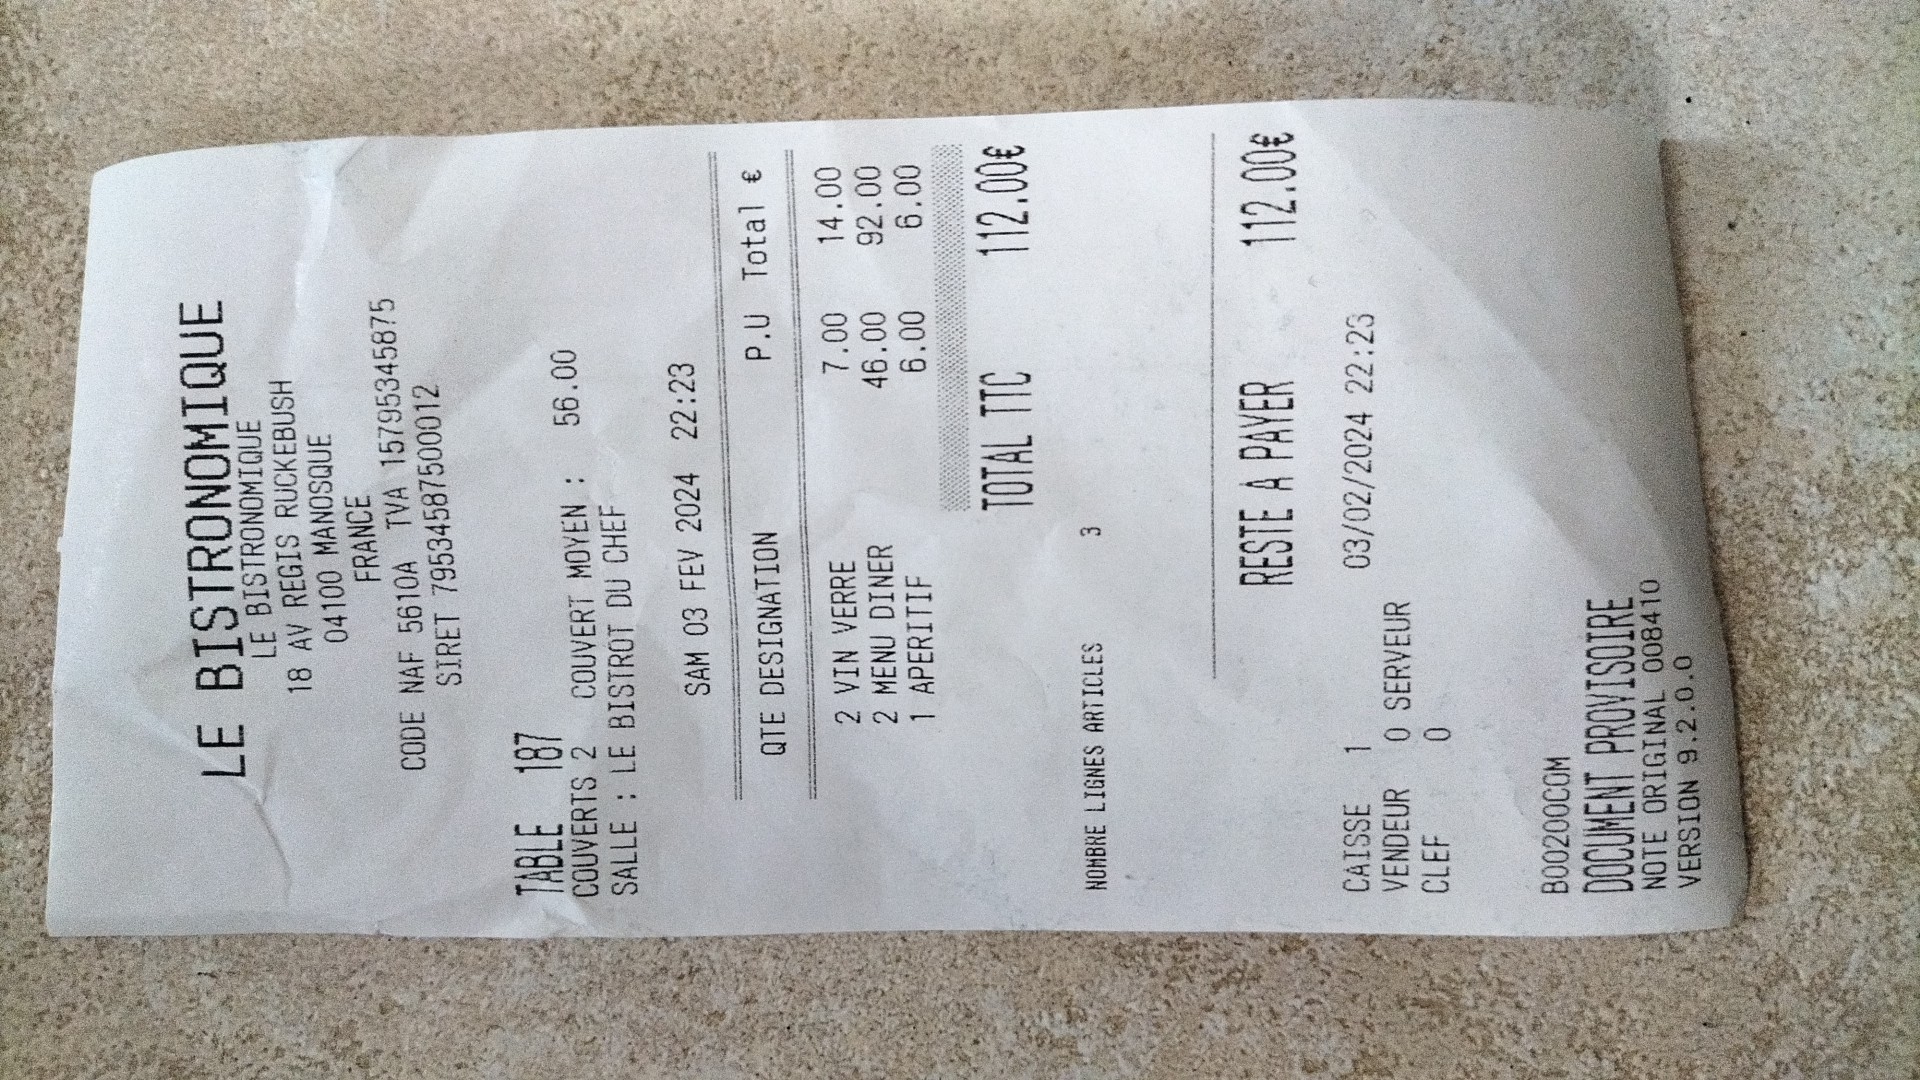 LE BISTRONOMIQUE
LE BISTRONOMIQUE
18 AV REGIS RUCKEBUSH
04100 MANOSQUE
FRANCE
CODE NAF 5610A TVA 15795345875
SIRET 79534587500012
TABLE 187
COUVERTS 2 COUVERT MOYEN : 56.00
SALLE : LE BISTROT DU CHEF
SAM 03 FEV 2024 22:23
QTE DESIGNATION P.U Total €
2 VIN VERRE 7.00 14.00
2 MENU DINER 46.00 92.00
1 APERITIF 6.00 6.00
TOTAL TTC 112.00€
NOMBRE LIGNES ARTICLES 3
RESTE A PAYER 112.00€
CAISSE 1 03/02/2024 22:23
VENDEUR 0 SERVEUR
CLEF 0
B00200COM
DOCUMENT PROVISOIRE
NOTE ORIGINAL 008410
VERSION 9.2.0.0